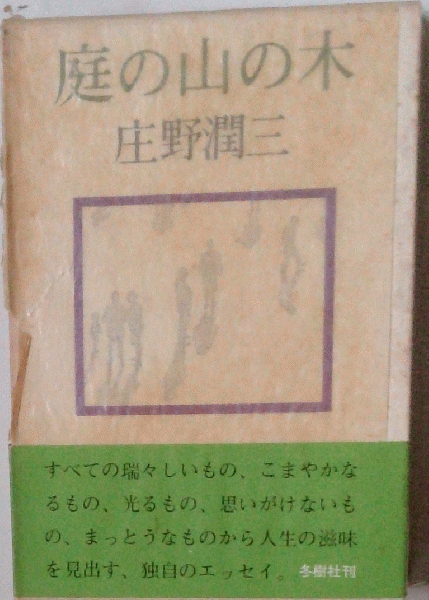 庭の山の木
庄野潤三
すべての瑞々しいもの、こまやかな
るもの、光るもの、思いがけないも
の、まっとうなものから人生の滋味
を見出す、独自のエッセイ。 冬樹社刊